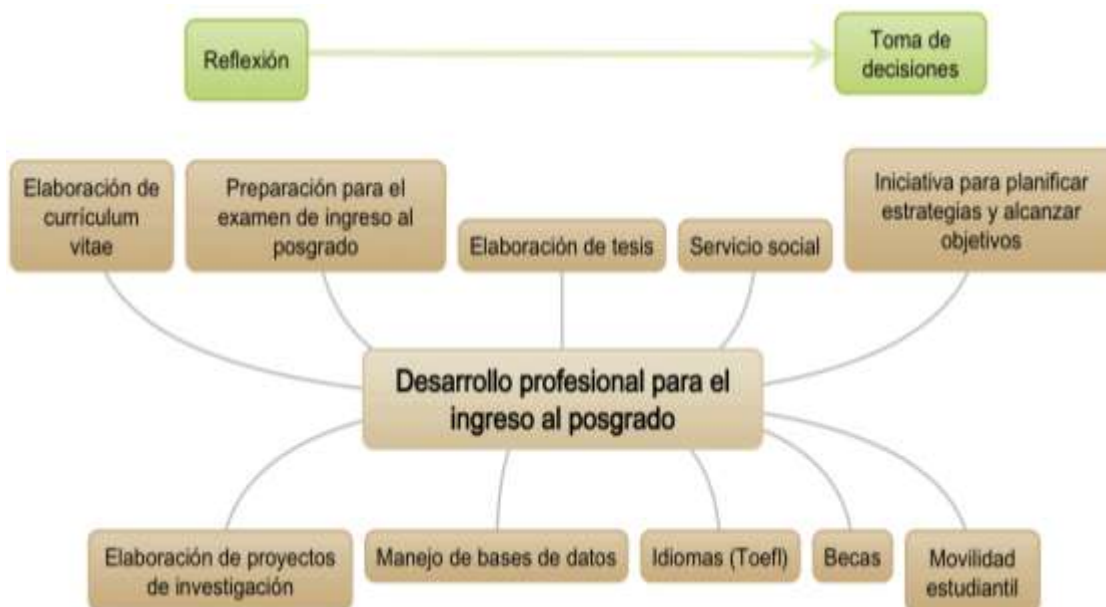 Reflexión
Toma de
decisiones
Elaboración de
currículum
vitae
Preparación para el
examen de ingreso al
posgrado
Elaboración de tesis
Servicio social
Iniciativa para planificar
estrategias y alcanzar
objetivos
Desarrollo profesional para el
ingreso al posgrado
Elaboración de proyectos
de investigación
Manejo de bases de datos
Idiomas (Toefl)
Becas
Movilidad
estudiantil